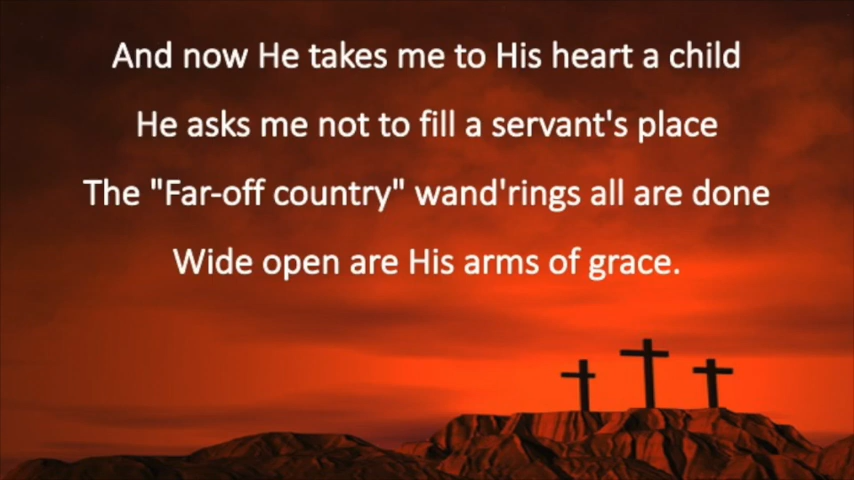 And now He takes me to His heart a child
He asks me not to fill a servant's place
The "Far-off country" wand'rings all are done
Wide open are His arms of grace.